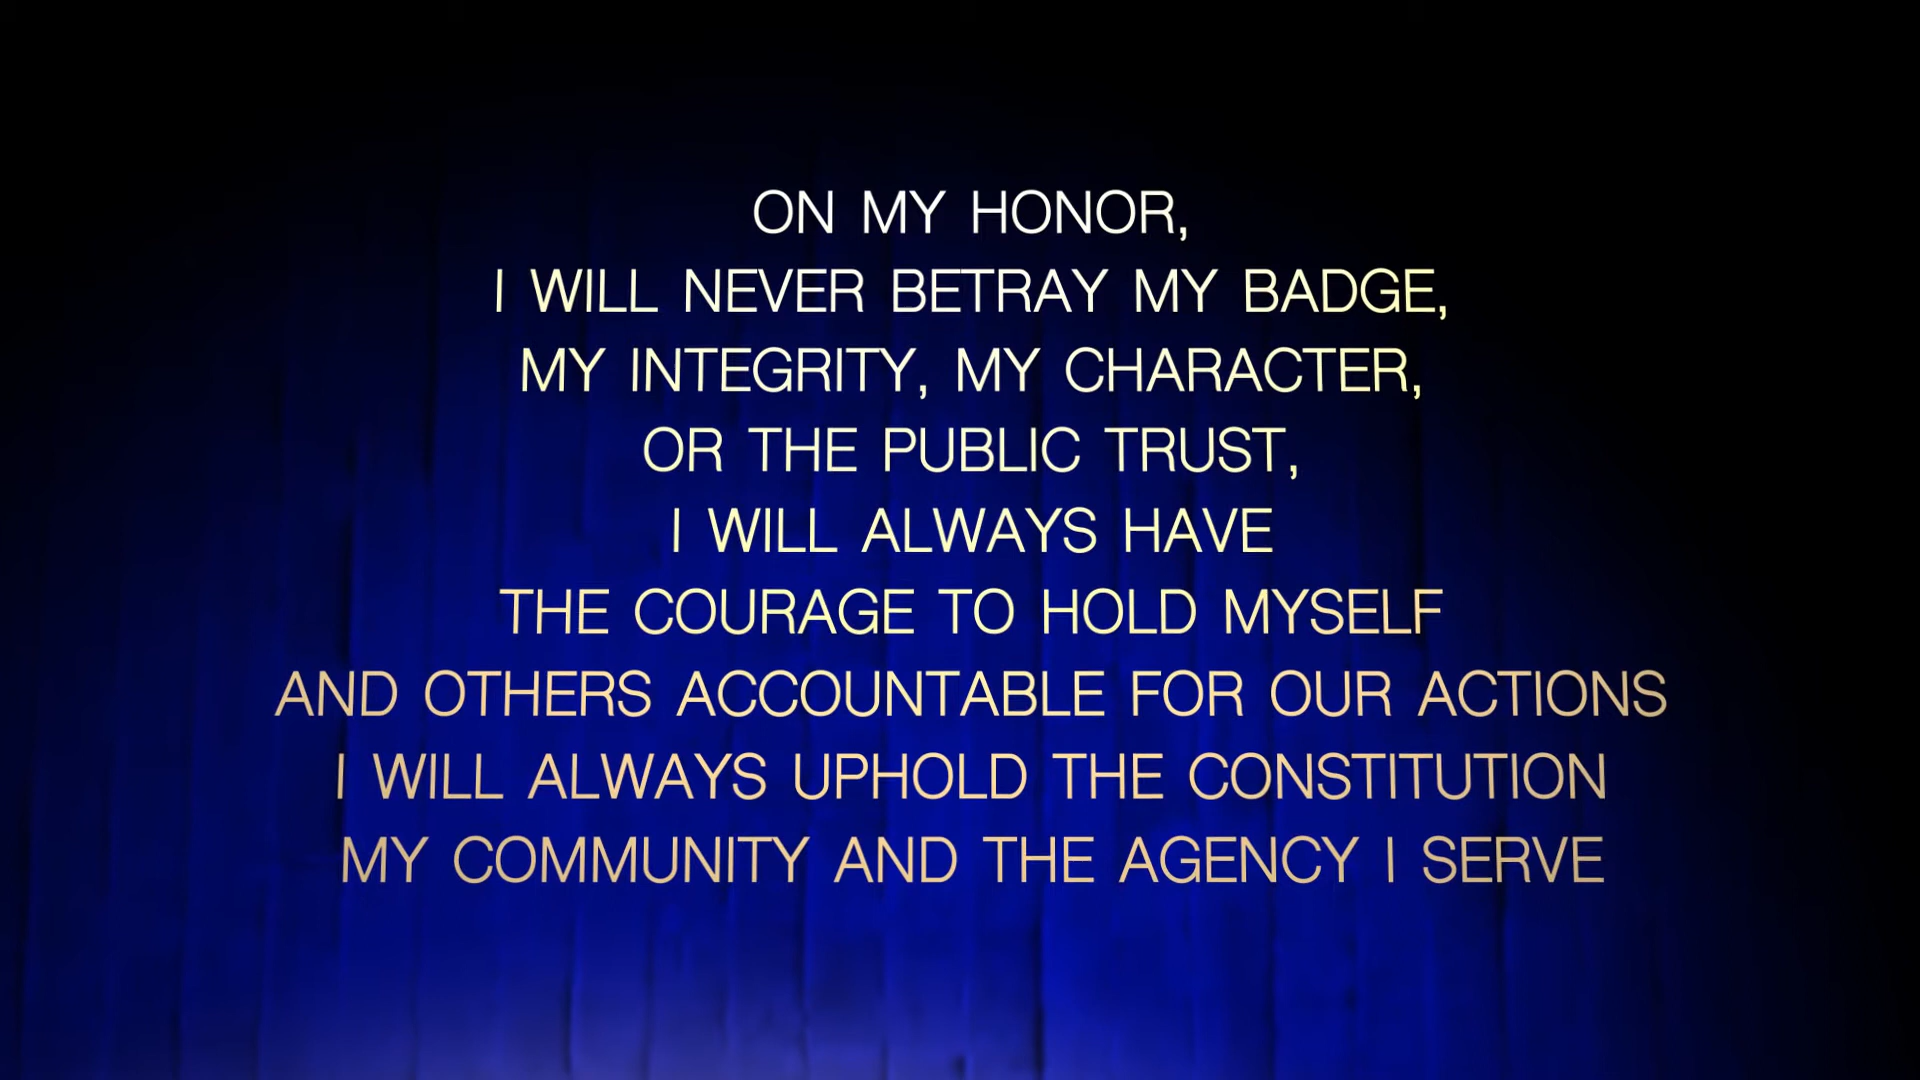 ON MY HONOR,
I WILL NEVER BETRAY MY BADGE,
MY INTEGRITY, MY CHARACTER,
OR THE PUBLIC TRUST,
I WILL ALWAYS HAVE
THE COURAGE TO HOLD MYSELF
AND OTHERS ACCOUNTABLE FOR OUR ACTIONS
I WILL ALWAYS UPHOLD THE CONSTITUTION
MY COMMUNITY AND THE AGENCY I SERVE